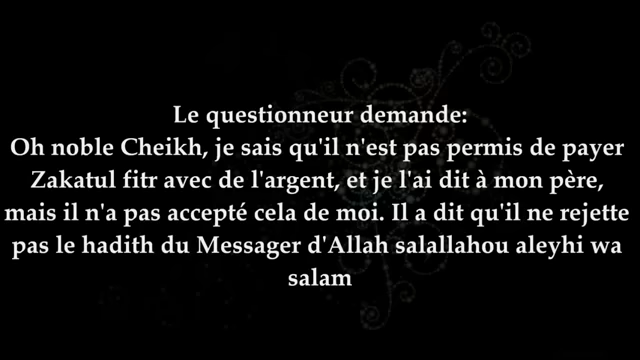 Le questionneur demande:
Oh noble Cheikh, je sais qu'il n'est pas permis de payer
Zakatul fitr avec de l'argent, et je l'ai dit à mon père,
mais il n'a pas accepté cela de moi. Il a dit qu'il ne rejette
pas le hadith du Messager d'Allah salallahou aleyhi wa
salam